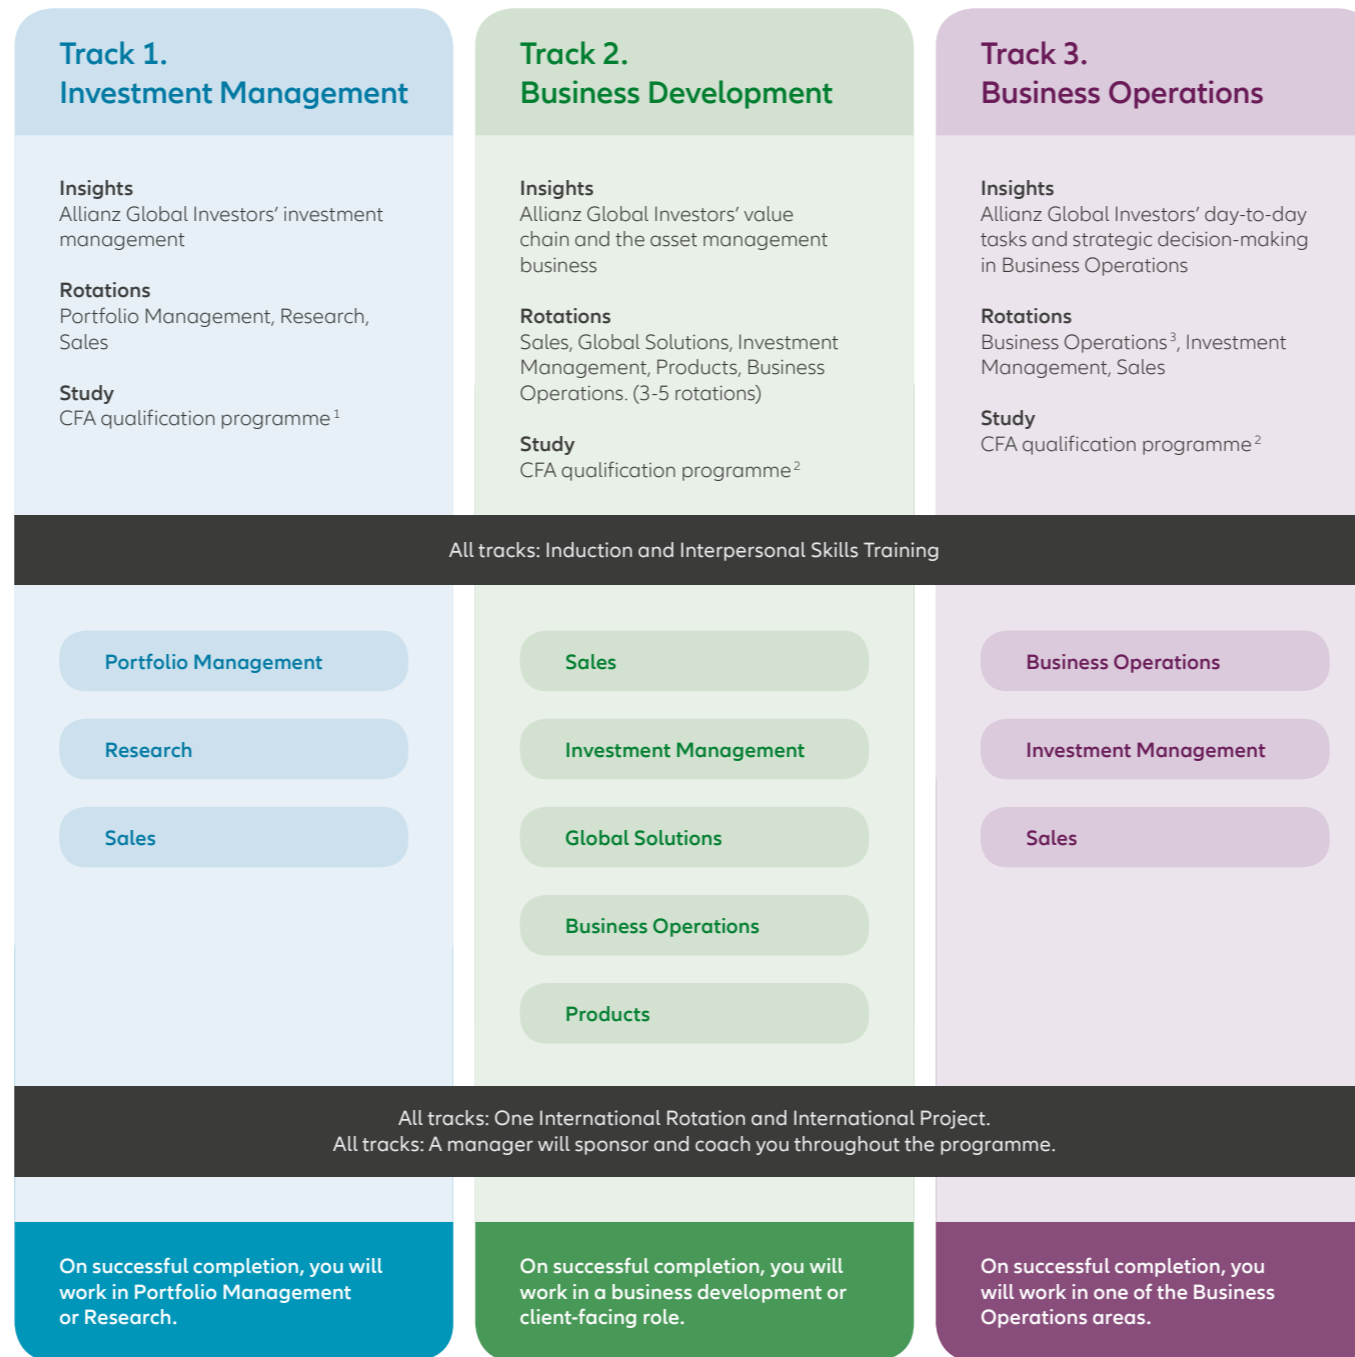 Track 1.
Investment Management
Insights
Allianz Global Investors’ investment
management
Rotations
Portfolio Management, Research,
Sales
Study
CFA qualification programme¹
Track 2.
Business Development
Insights
Allianz Global Investors’ value
chain and the asset management
business
Rotations
Sales, Global Solutions, Investment
Management, Products, Business
Operations. (3-5 rotations)
Study
CFA qualification programme²
Track 3.
Business Operations
Insights
Allianz Global Investors’ day-to-day
tasks and strategic decision-making
in Business Operations
Rotations
Business Operations³, Investment
Management, Sales
Study
CFA qualification programme²
All tracks: Induction and Interpersonal Skills Training
Portfolio Management
Research
Sales
Sales
Investment Management
Global Solutions
Business Operations
Products
Business Operations
Investment Management
Sales
All tracks: One International Rotation and International Project.
All tracks: A manager will sponsor and coach you throughout the programme.
On successful completion, you will
work in Portfolio Management
or Research.
On successful completion, you will
work in a business development or
client-facing role.
On successful completion, you
will work in one of the Business
Operations areas.